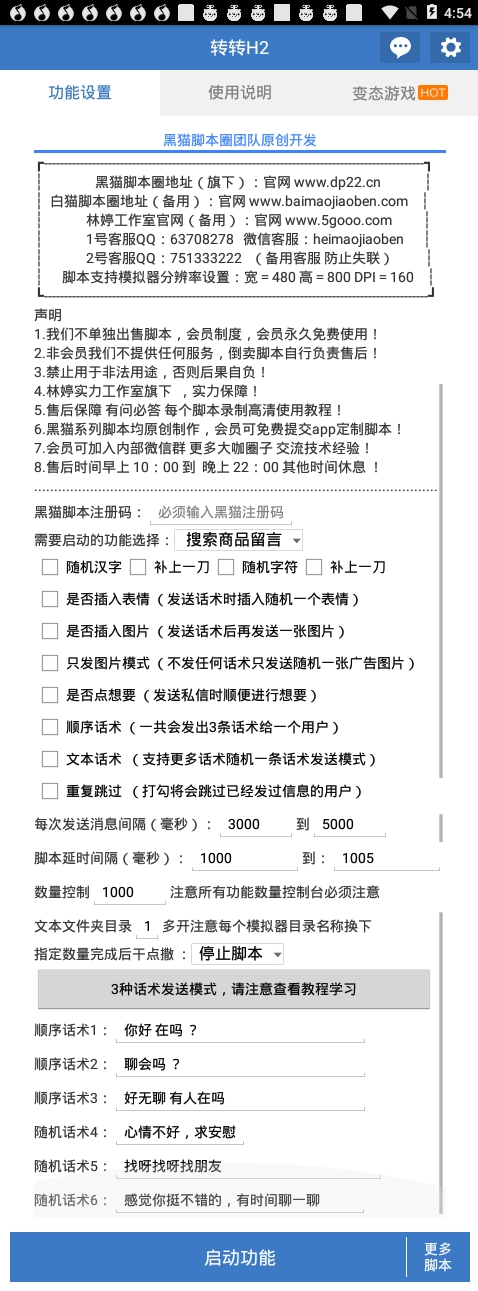 4:54
转转H2
功能设置 使用说明 变态游戏 HOT
黑猫脚本圈团队原创开发
黑猫脚本圈地址（旗下）：官网 www.dp22.cn
白猫脚本圈地址（备用）：官网 www.baimaojiaoben.com
林婷工作室官网（备用）：官网 www.5gooo.com
1号客服QQ：63708278 微信客服：heimaojiaoben
2号客服QQ：751333222 （备用客服 防止失联）
脚本支持模拟器分辨率设置：宽 = 480 高 = 800 DPI = 160
声明
1.我们不单独出售脚本，会员制度，会员永久免费使用！
2.非会员我们不提供任何服务，倒卖脚本自行负责售后！
3.禁止用于非法用途，否则后果自负！
4.林婷实力工作室旗下 ，实力保障！
5.售后保障 有问必答 每个脚本录制高清使用教程！
6.黑猫系列脚本均原创制作，会员可免费提交app定制脚本！
7.会员可加入内部微信群 更多大咖圈子 交流技术经验！
8.售后时间早上 10：00 到 晚上 22：00 其他时间休息 ！
黑猫脚本注册码： 必须输入黑猫注册码
需要启动的功能选择： 搜索商品留言
随机汉字 补上一刀 随机字符 补上一刀
是否插入表情（发送话术时插入随机一个表情）
是否插入图片（发送话术后再发送一张图片）
只发图片模式（不发任何话术只发送随机一张广告图片）
是否点想要（发送私信时顺便进行想要）
顺序话术（一共会发出3条话术给一个用户）
文本话术 （支持更多话术随机一条话术发送模式）
重复跳过 （打勾将会跳过已经发过信息的用户）
每次发送消息间隔（毫秒）： 3000 到 5000
脚本延时间隔（毫秒）： 1000 到： 1005
数量控制 1000 注意所有功能数量控制台必须注意
文本文件夹目录 1 多开注意每个模拟器目录名称换下
指定数量完成后干点撒 ： 停止脚本
3种话术发送模式，请注意查看教程学习
顺序话术1： 你好 在吗 ？
顺序话术2： 聊会吗 ？
顺序话术3： 好无聊 有人在吗
随机话术4： 心情不好，求安慰
随机话术5： 找呀找呀找朋友
随机话术6： 感觉你挺不错的，有时间聊一聊
启动功能 更多
脚本